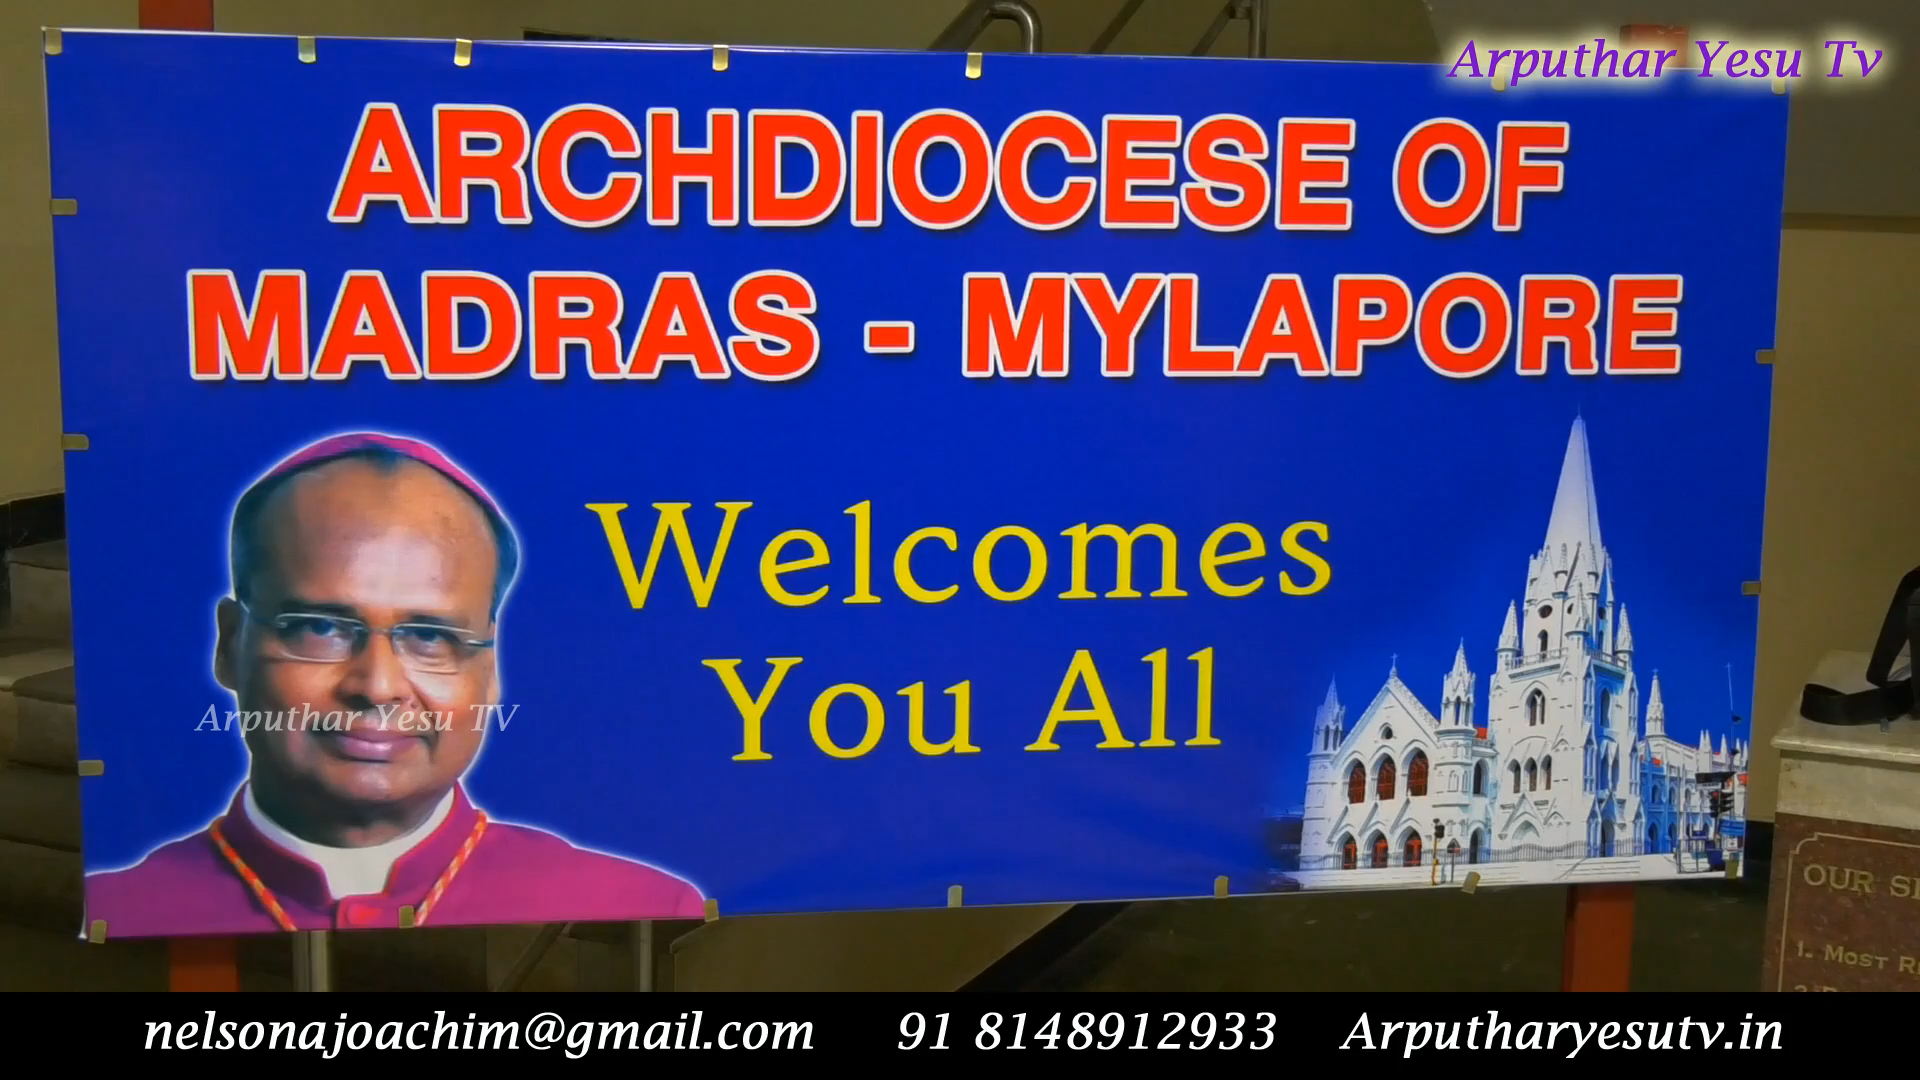 Arputhar Yesu Tv
ARCHDIOCESE OF
MADRAS - MYLAPORE
Welcomes
You All
Arputhar Yesu TV
OUR
1. MOST
nelsonajoachim@gmail.com 91 8148912933 Arputharyesutv.in